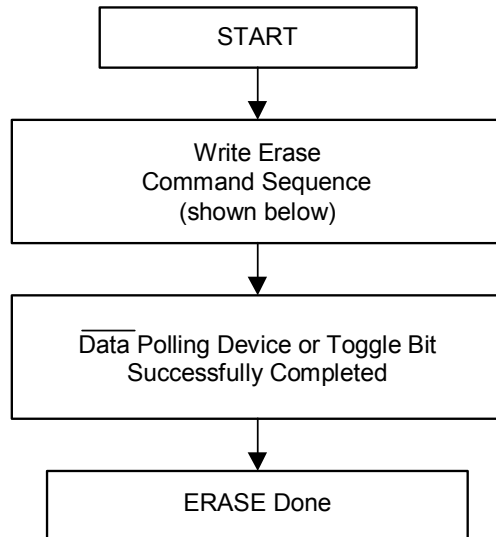 START
Write Erase
Command Sequence
(shown below)
Data Polling Device or Toggle Bit
Successfully Completed
ERASE Done